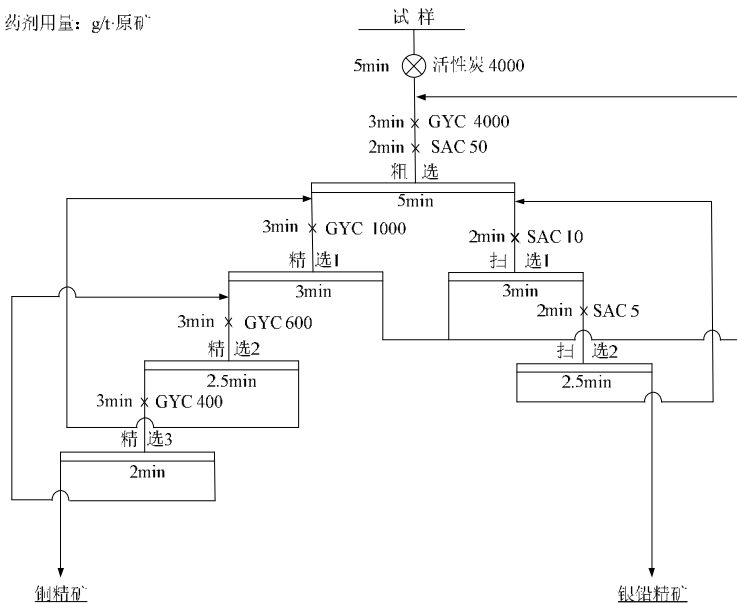 药剂用量：g/t·原矿
试 样
5min 活性炭 4000
3min GYC 4000
2min SAC 50
粗 选
5min
3min GYC 1000
2min SAC 10
精 选1
扫 选1
3min
3min
2min SAC 5
3min GYC 600
精 选2
扫 选2
2.5min
2.5min
3min GYC 400
精 选3
2min
铜精矿
银铅精矿